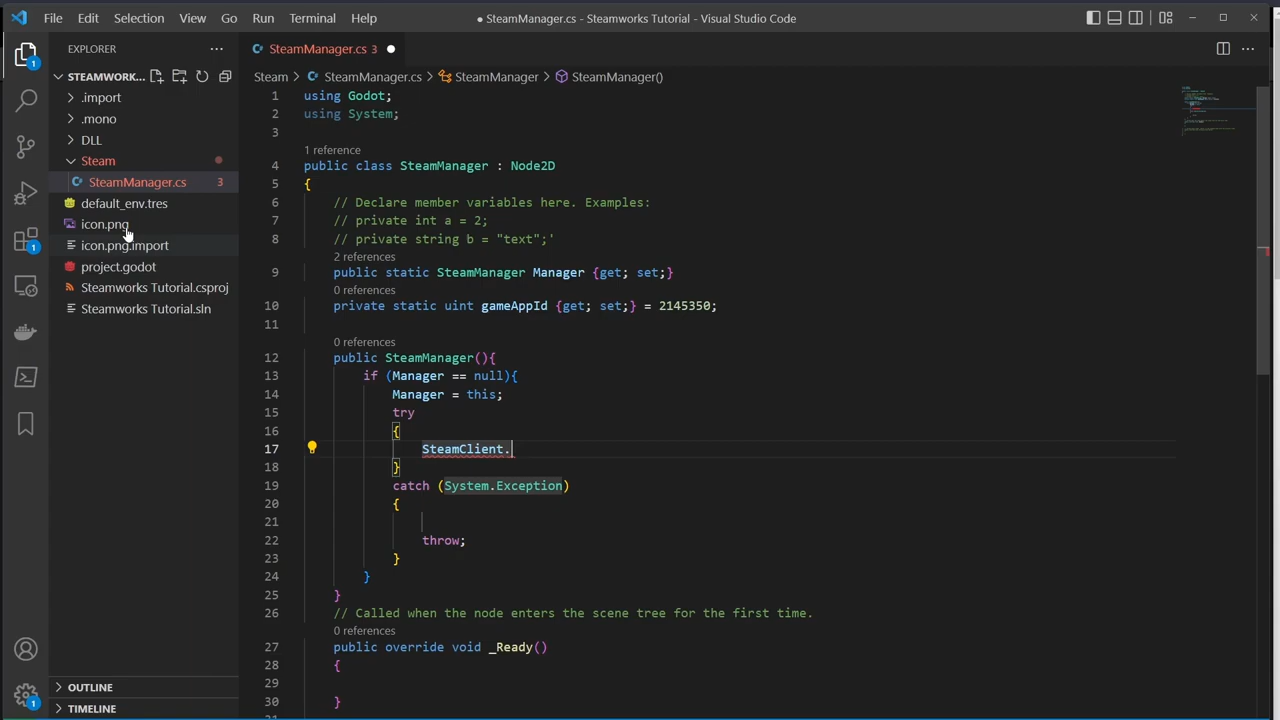 File Edit Selection View Go Run Terminal Help
● SteamManager.cs - Steamworks Tutorial - Visual Studio Code
EXPLORER
SteamManager.cs 3
STEAMWORK...
Steam > SteamManager.cs > SteamManager > SteamManager()
.import
.mono
DLL
Steam
SteamManager.cs 3
default_env.tres
icon.png
icon.png.import
project.godot
Steamworks Tutorial.csproj
Steamworks Tutorial.sln
OUTLINE
TIMELINE
1
1
1
1 using Godot;
2 using System;
3
1 reference
4 public class SteamManager : Node2D
5 {
6 // Declare member variables here. Examples:
7 // private int a = 2;
8 // private string b = "text";'
2 references
9 public static SteamManager Manager {get; set;}
0 references
10 private static uint gameAppId {get; set;} = 2145350;
11
0 references
12 public SteamManager(){
13 if (Manager == null){
14 Manager = this;
15 try
16 {
17 SteamClient.
18 }
19 catch (System.Exception)
20 {
21
22 throw;
23 }
24 }
25 }
26 // Called when the node enters the scene tree for the first time.
0 references
27 public override void _Ready()
28 {
29
30 }